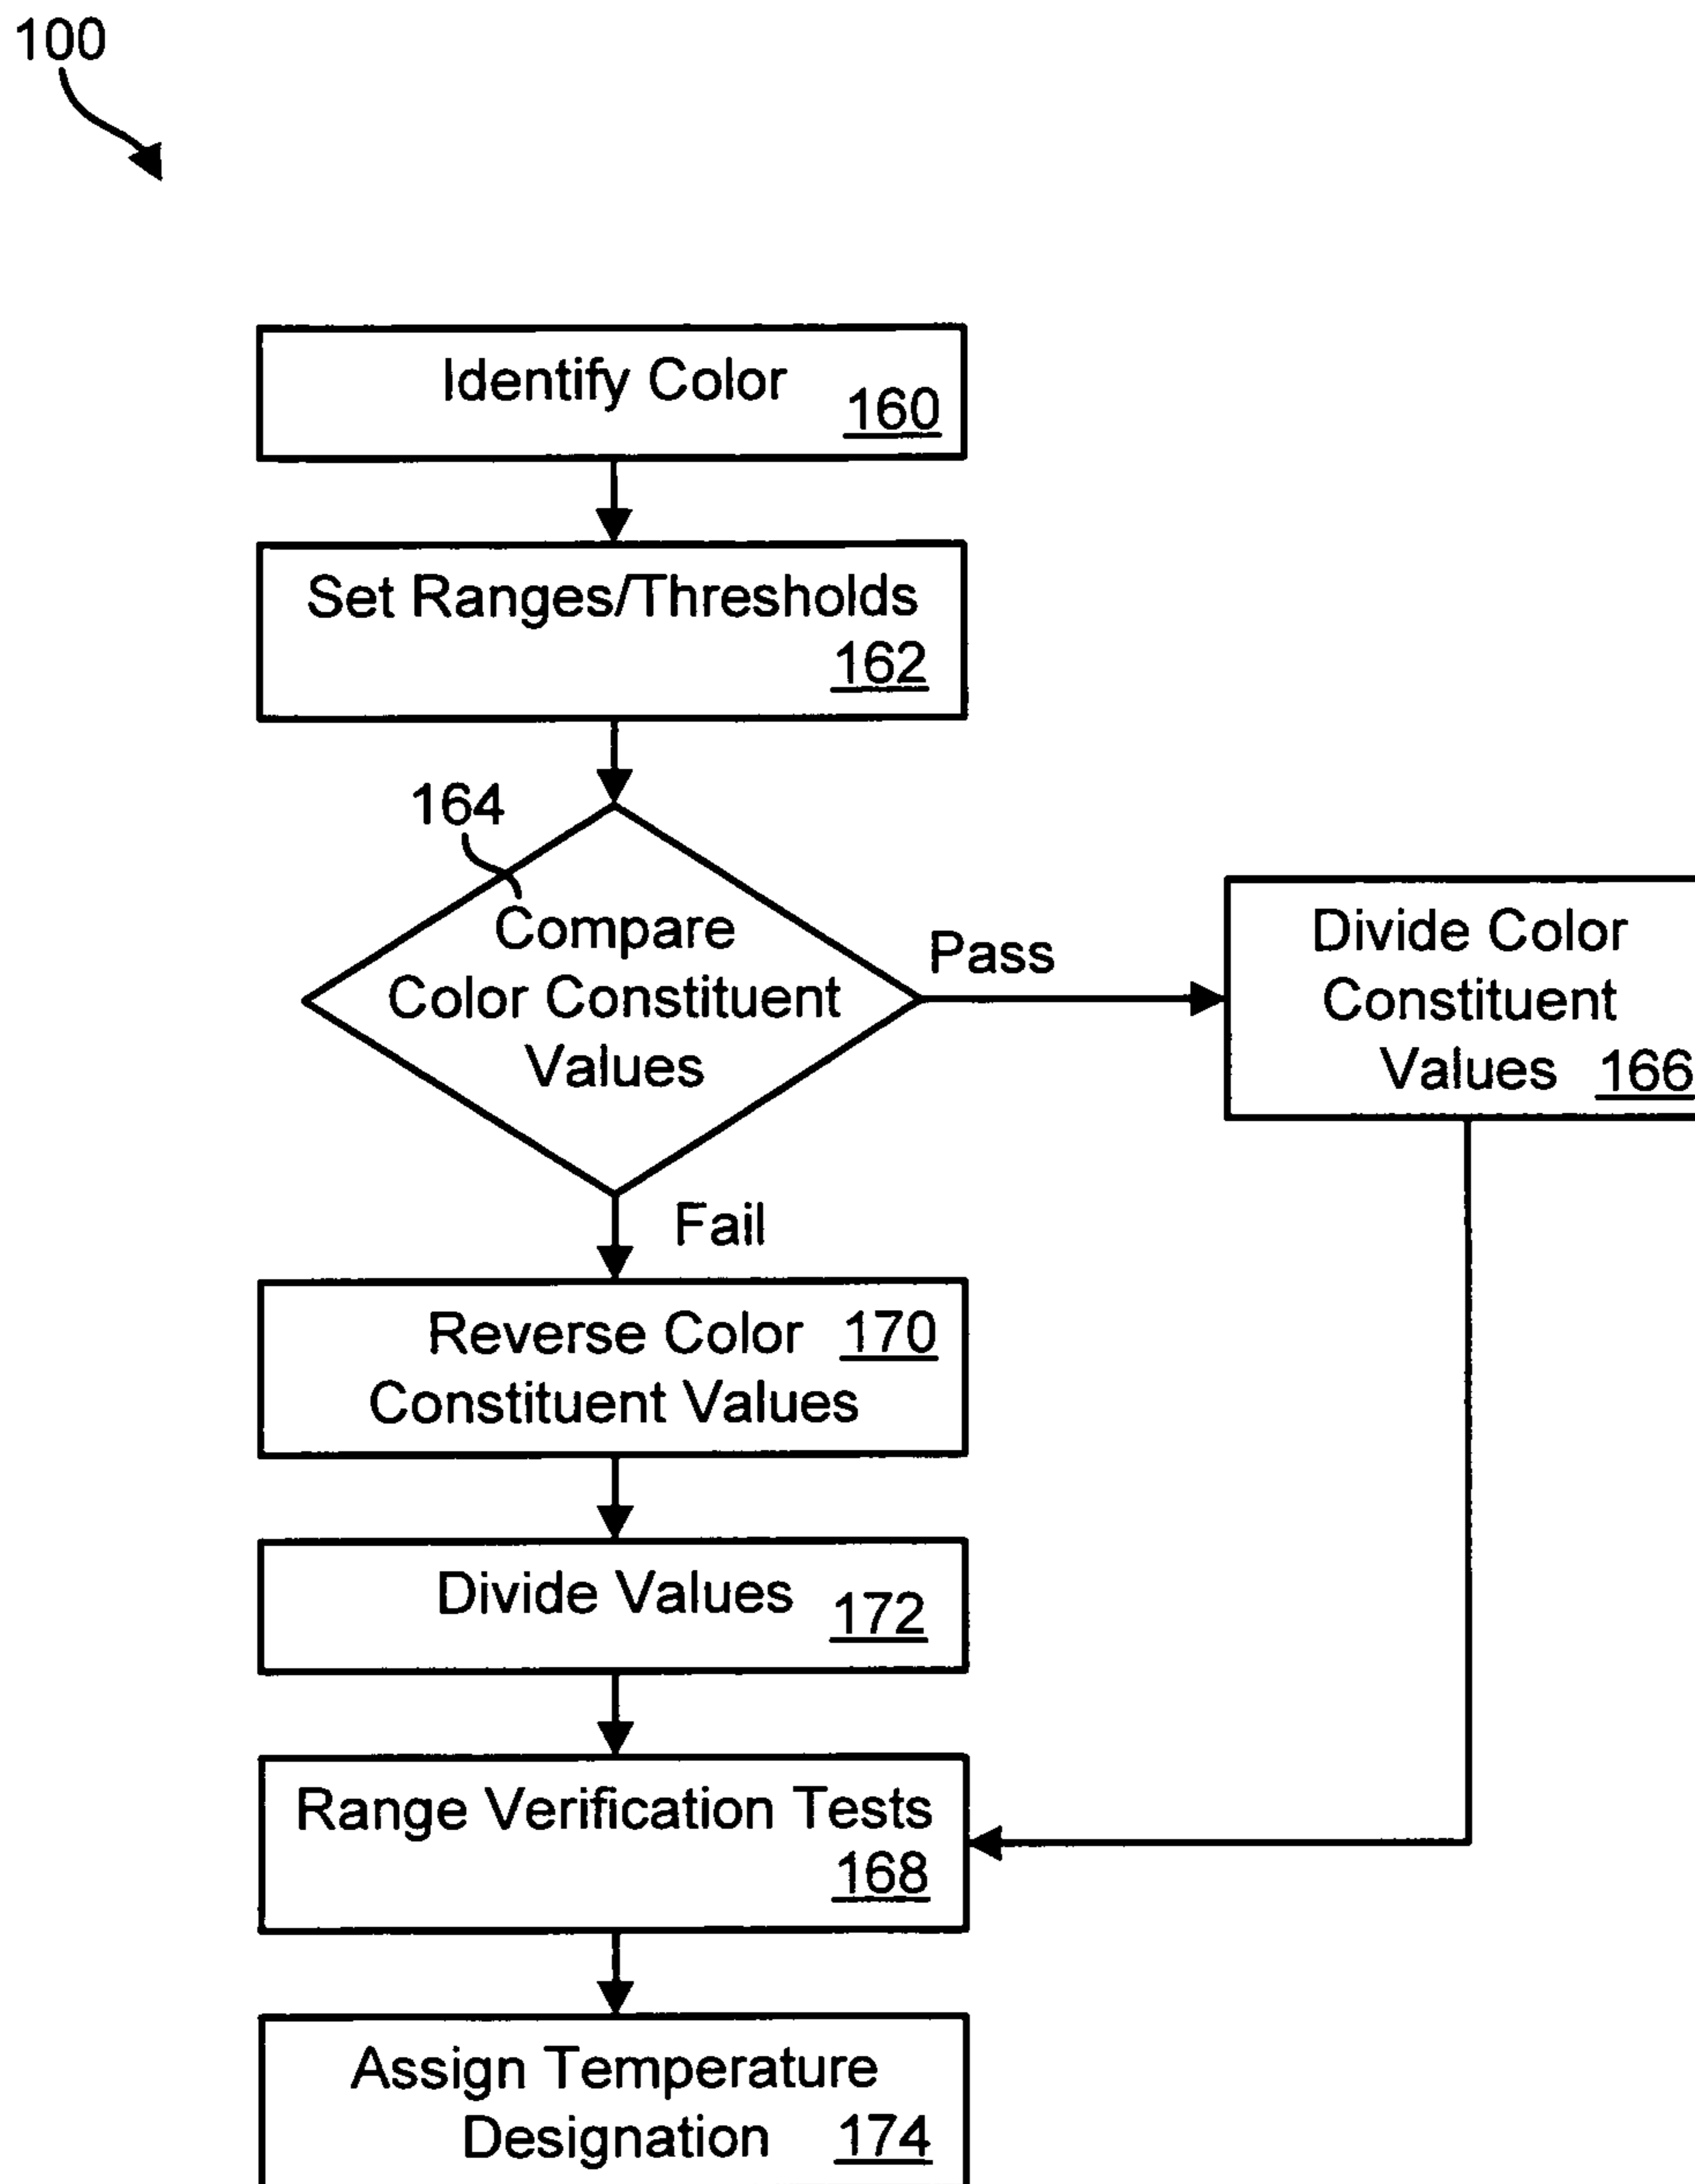 100
Identify Color
160
Set Ranges/Thresholds
162
164
Compare
Color Constituent
Values
Pass
Divide Color
Constituent
Values 166
Fail
Reverse Color 170
Constituent Values
Divide Values
172
Range Verification Tests
168
Assign Temperature
Designation 174